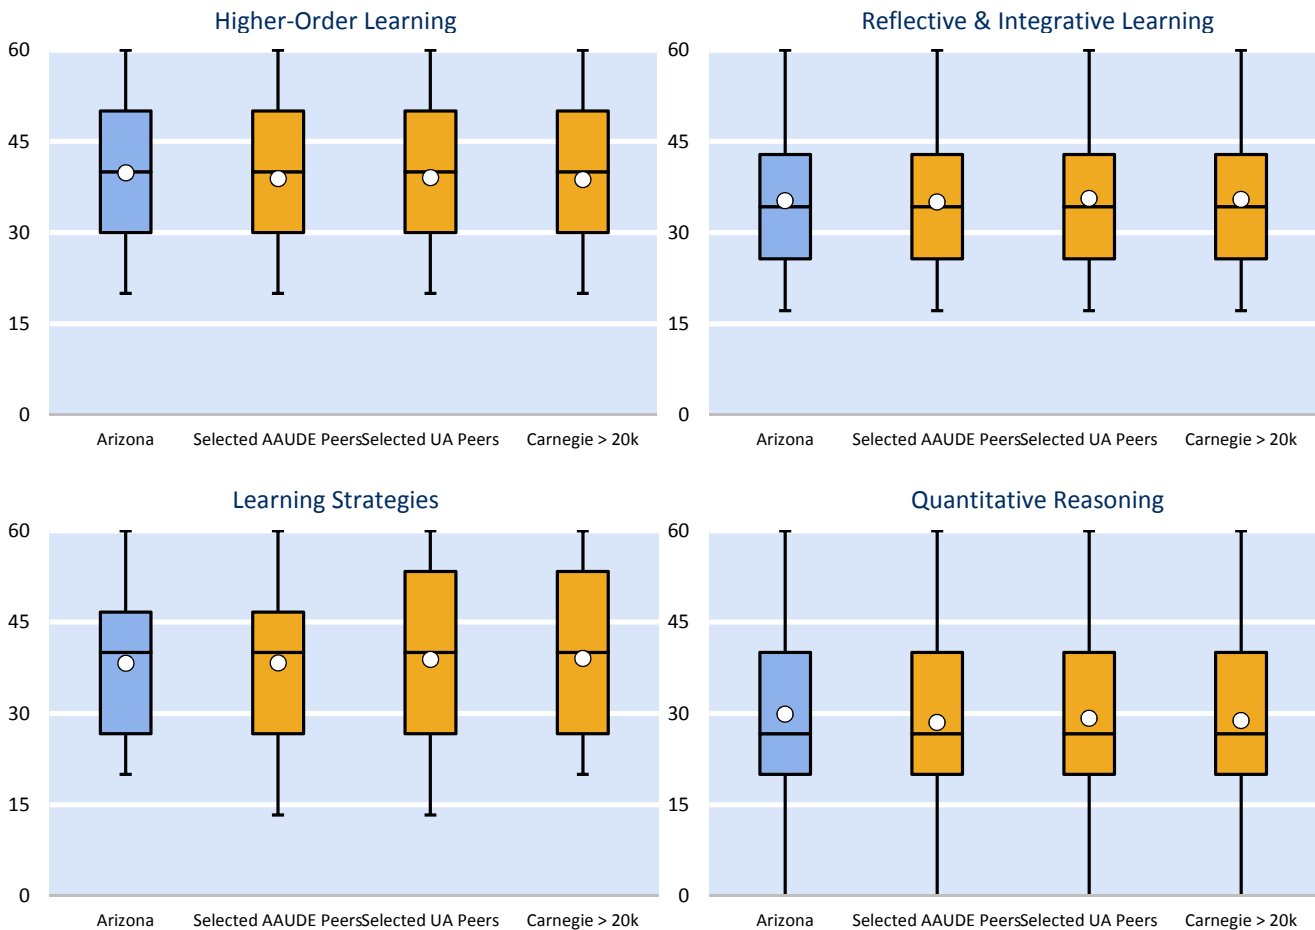 Higher-Order Learning
60
45
30
15
0
Arizona Selected AAUDE Peers Selected UA Peers Carnegie > 20k
Reflective & Integrative Learning
60
45
30
15
0
Arizona Selected AAUDE Peers Selected UA Peers Carnegie > 20k
Learning Strategies
60
45
30
15
0
Arizona Selected AAUDE Peers Selected UA Peers Carnegie > 20k
Quantitative Reasoning
60
45
30
15
0
Arizona Selected AAUDE Peers Selected UA Peers Carnegie > 20k